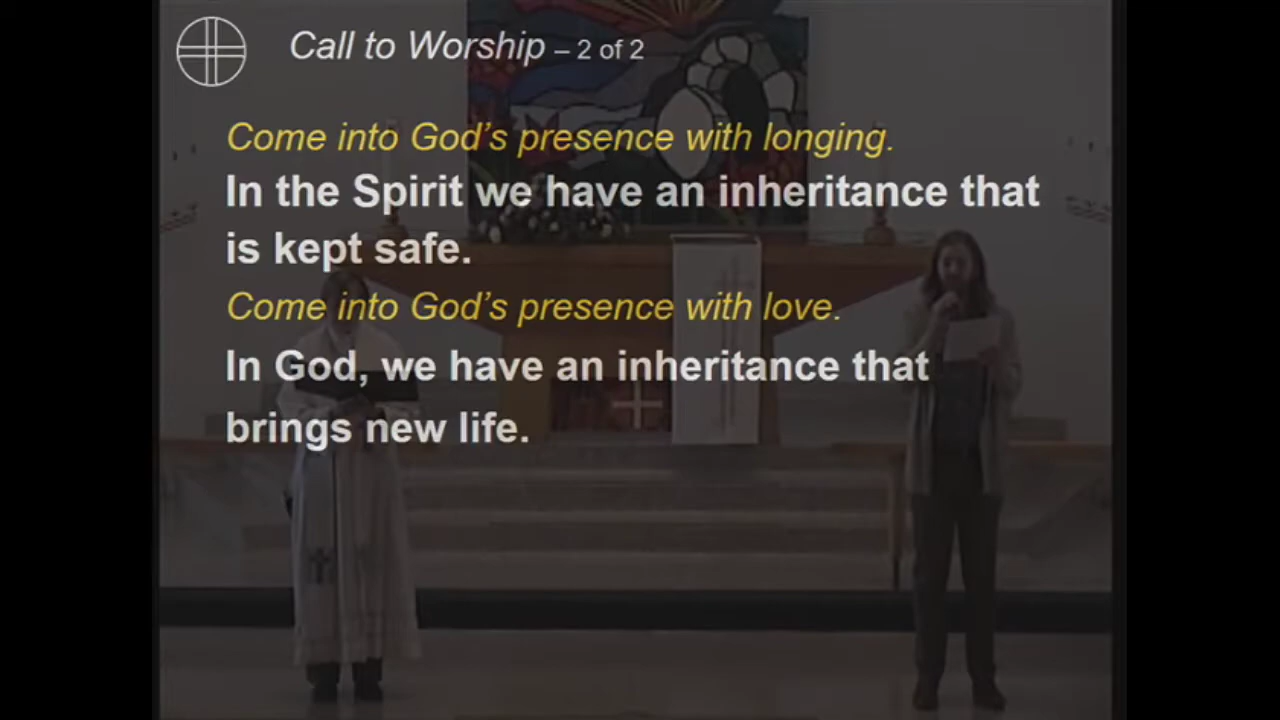 Call to Worship – 2 of 2
Come into God’s presence with longing.
In the Spirit we have an inheritance that
is kept safe.
Come into God’s presence with love.
In God, we have an inheritance that
brings new life.